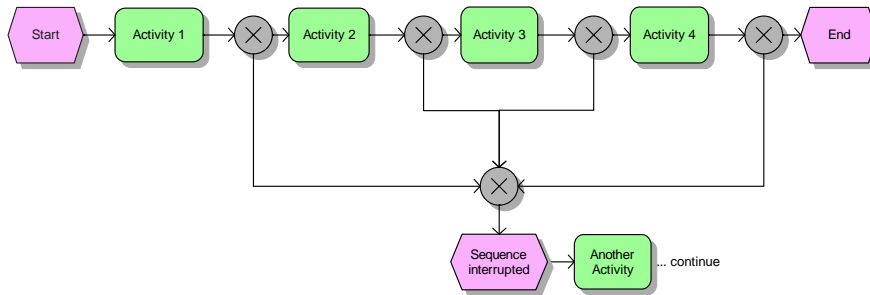 Start
Activity 1
Activity 2
Activity 3
Activity 4
End
Sequence
interrupted
Another
Activity
... continue